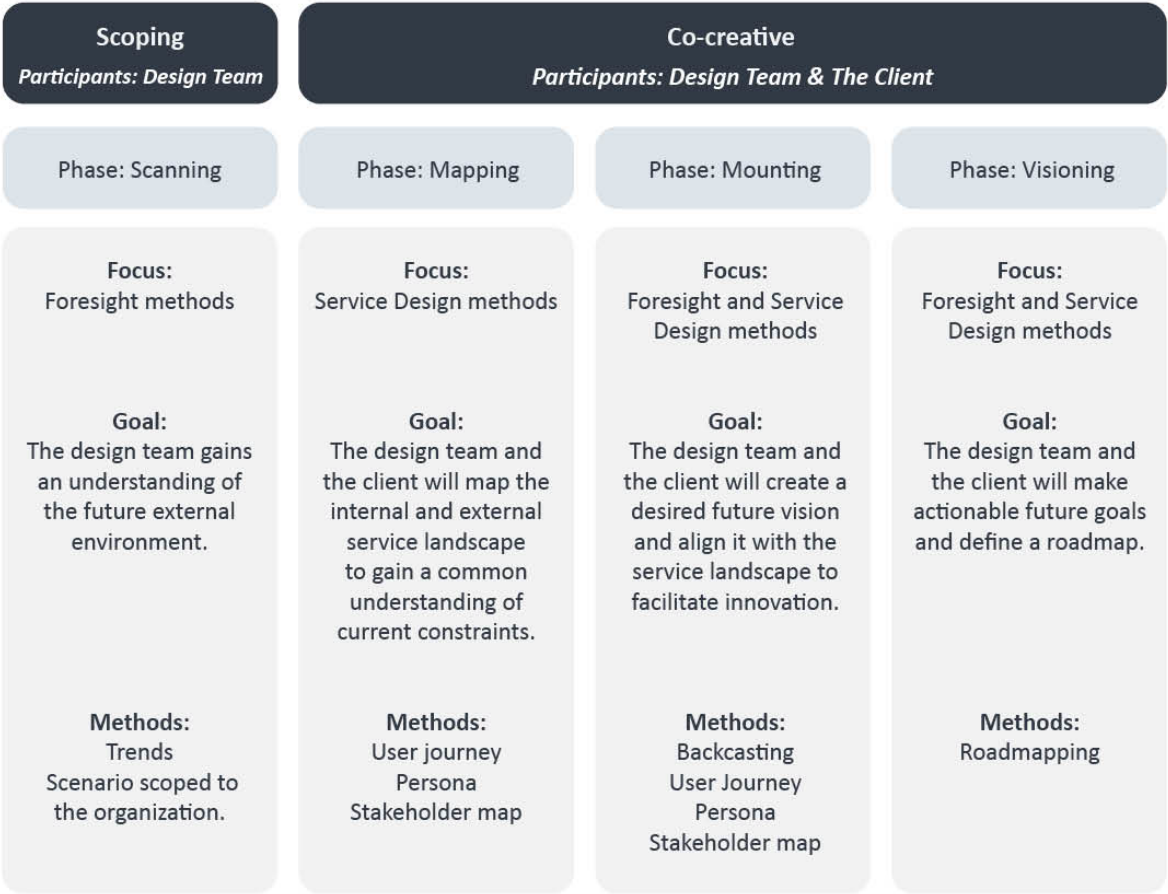 Scoping
Participants: Design Team
Co-creative
Participants: Design Team & The Client
Phase: Scanning
Phase: Mapping
Phase: Mounting
Phase: Visioning
Focus:
Foresight methods
Goal:
The design team gains
an understanding of
the future external
environment.
Methods:
Trends
Scenario scoped to
the organization.
Focus:
Service Design methods
Goal:
The design team and
the client will map the
internal and external
service landscape
to gain a common
understanding of
current constraints.
Methods:
User journey
Persona
Stakeholder map
Focus:
Foresight and Service
Design methods
Goal:
The design team and
the client will create a
desired future vision
and align it with the
service landscape to
facilitate innovation.
Methods:
Backcasting
User Journey
Persona
Stakeholder map
Focus:
Foresight and Service
Design methods
Goal:
The design team and
the client will make
actionable future goals
and define a roadmap.
Methods:
Roadmapping